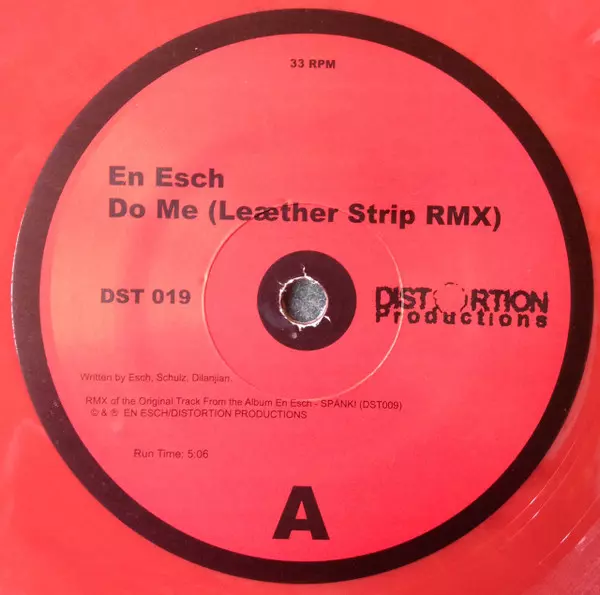 33 RPM
En Esch
Do Me (Leæther Strip RMX)
DST 019
DISTORTION
Productions
Written by Esch, Schulz, Dilanjian.
RMX of the Original Track From the Album En Esch - SPANK! (DST009)
© & ℗ EN ESCH/DISTORTION PRODUCTIONS
Run Time: 5:06
A